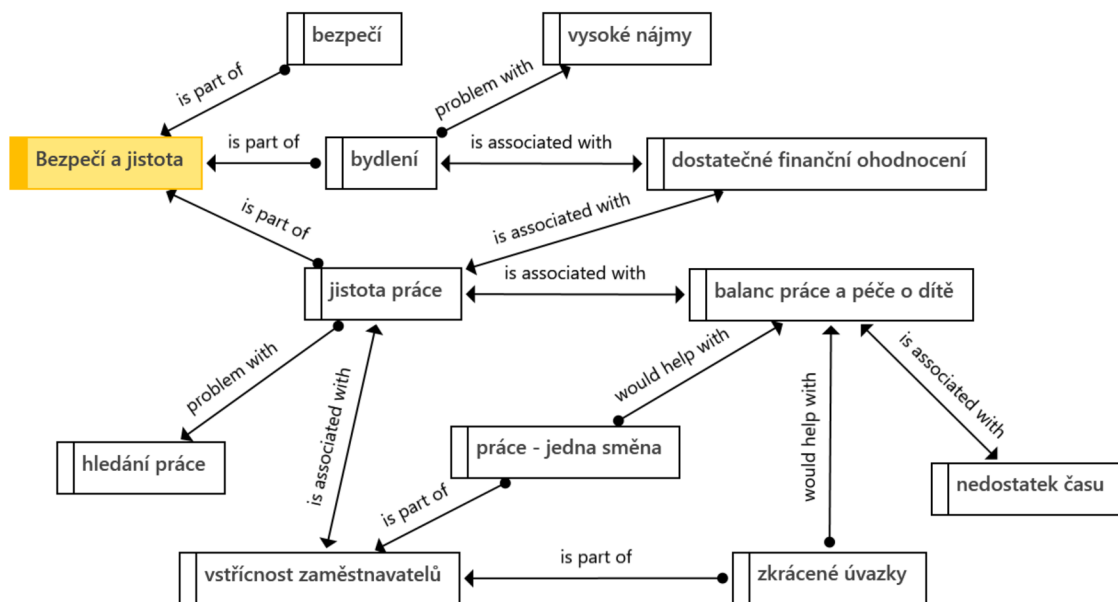 bezpečí
vysoké nájmy
is part of
problem with
Bezpečí a jistota
is part of
bydlení
is associated with
dostatečné finanční ohodnocení
is part of
is associated with
jistota práce
is associated with
balanc práce a péče o dítě
problem with
is associated with
would help with
would help with
is associated with
hledání práce
práce - jedna směna
nedostatek času
is part of
vstřícnost zaměstnavatelů
is part of
zkrácené úvazky